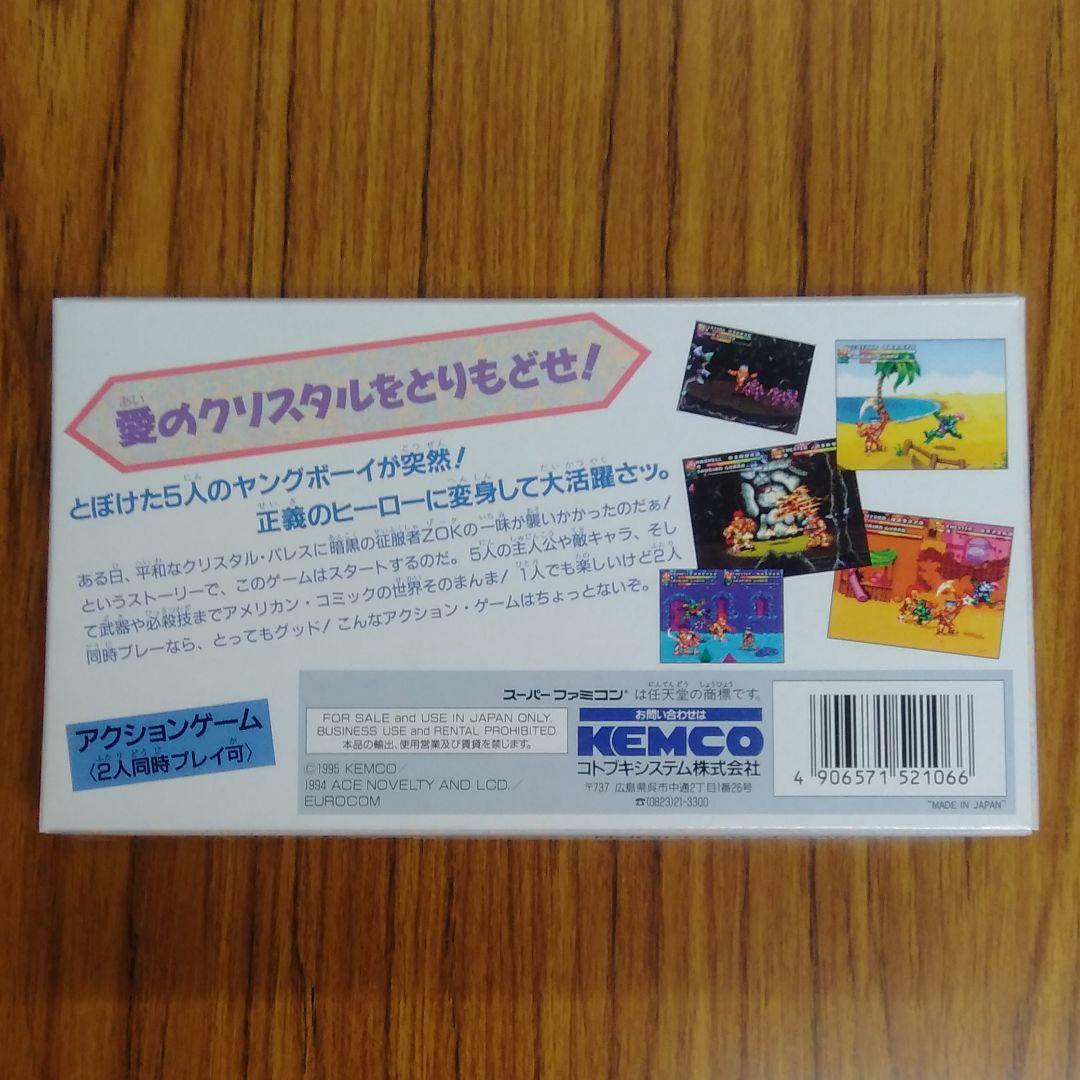 愛のクリスタルをとりもどせ!
とぼけた5人のヤングボーイが突然!
正義のヒーローに変身して大活躍さッ。
ある日、平和なクリスタル・パレスに暗黒の征服者ZOKの一味が襲いかかったのだぁ!
というストーリーで、このゲームはスタートするのだ。5人の主人公や敵キャラ、そし
て武器や必殺技までアメリカン・コミックの世界そのまんま! 1人でも楽しいけど2人
同時プレーなら、とってもグッド! こんなアクション・ゲームはちょっとないぞ。
アクションゲーム
〈2人同時プレイ可〉
スーパーファミコン® は任天堂の商標です。
FOR SALE and USE IN JAPAN ONLY.
BUSINESS USE and RENTAL PROHIBITED.
本品の輸出、使用営業及び賃貸を禁じます。
©1995 KEMCO/
1994 ACE NOVELTY AND LCD./
EUROCOM
お問い合わせは
KEMCO
コトブキシステム株式会社
〒737 広島県呉市中通2丁目1番26号
☎(0823)21-3300
4 906571 521066
"MADE IN JAPAN"